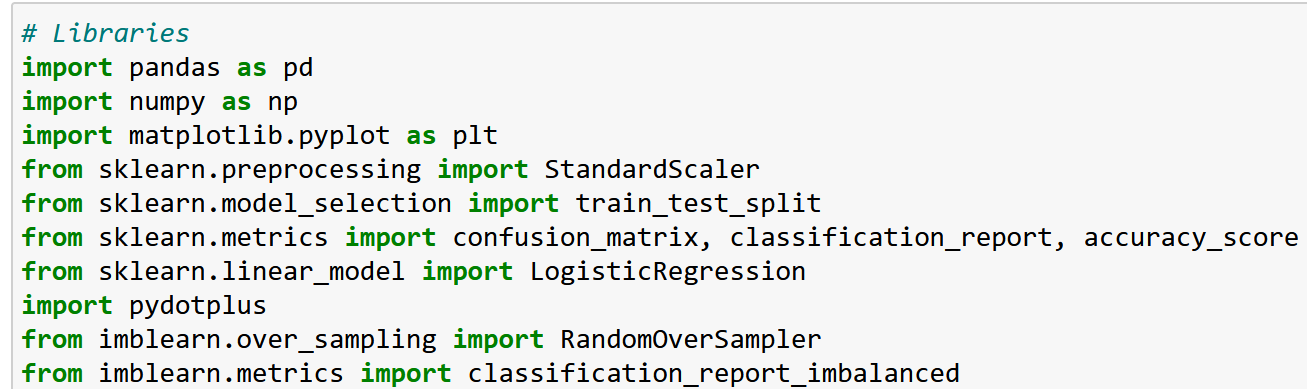 # Libraries
import pandas as pd
import numpy as np
import matplotlib.pyplot as plt
from sklearn.preprocessing import StandardScaler
from sklearn.model_selection import train_test_split
from sklearn.metrics import confusion_matrix, classification_report, accuracy_score
from sklearn.linear_model import LogisticRegression
import pydotplus
from imblearn.over_sampling import RandomOverSampler
from imblearn.metrics import classification_report_imbalanced